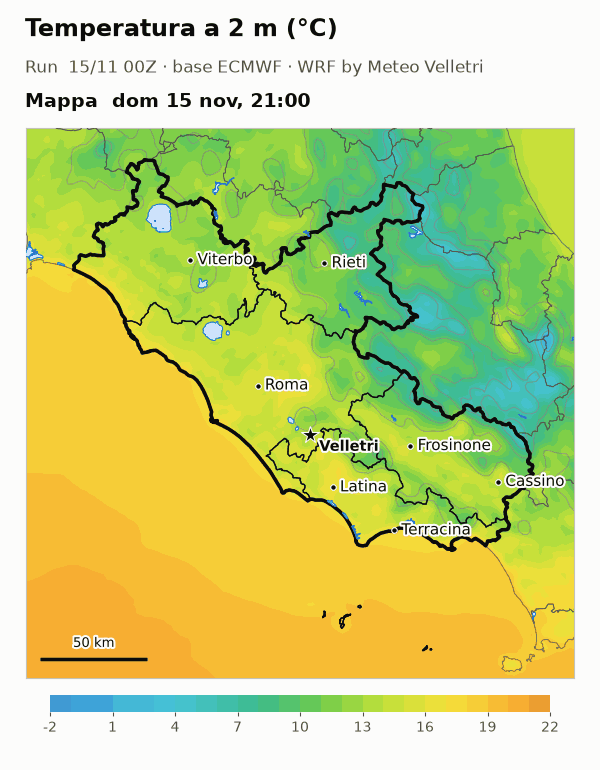 Temperatura a 2 m (°C)
Run 15/11 00Z · base ECMWF · WRF by Meteo Velletri
Mappa dom 15 nov, 21:00
Viterbo
Rieti
Roma
Velletri
Frosinone
Latina
Cassino
Terracina
50 km
-2 1 4 7 10 13 16 19 22